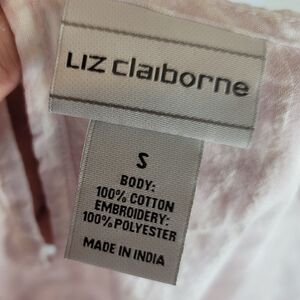 LIZ claiborne
S
BODY:
100% COTTON
EMBROIDERY:
100% POLYESTER
MADE IN INDIA